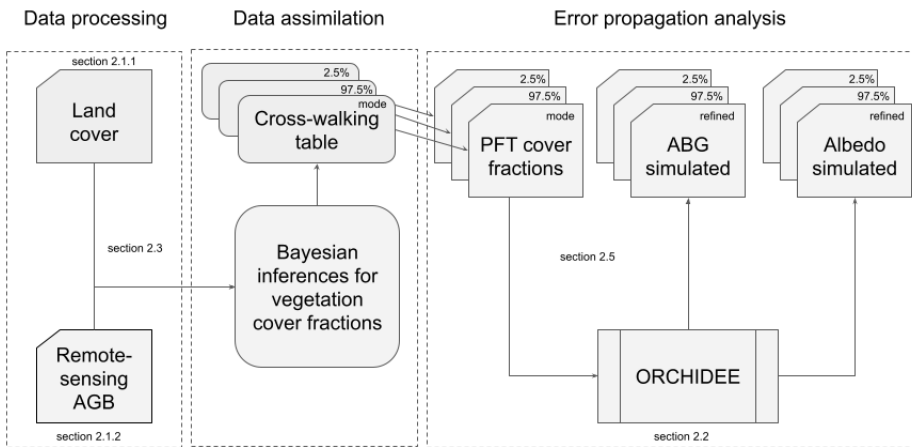 Data processing
Data assimilation
Error propagation analysis
section 2.1.1
Land
cover
section 2.3
Remote-
sensing
AGB
section 2.1.2
2.5%
97.5%
mode
Cross-walking
table
Bayesian
inferences for
vegetation
cover fractions
2.5%
97.5%
mode
PFT cover
fractions
2.5%
97.5%
refined
ABG
simulated
2.5%
97.5%
refined
Albedo
simulated
section 2.5
ORCHIDEE
section 2.2